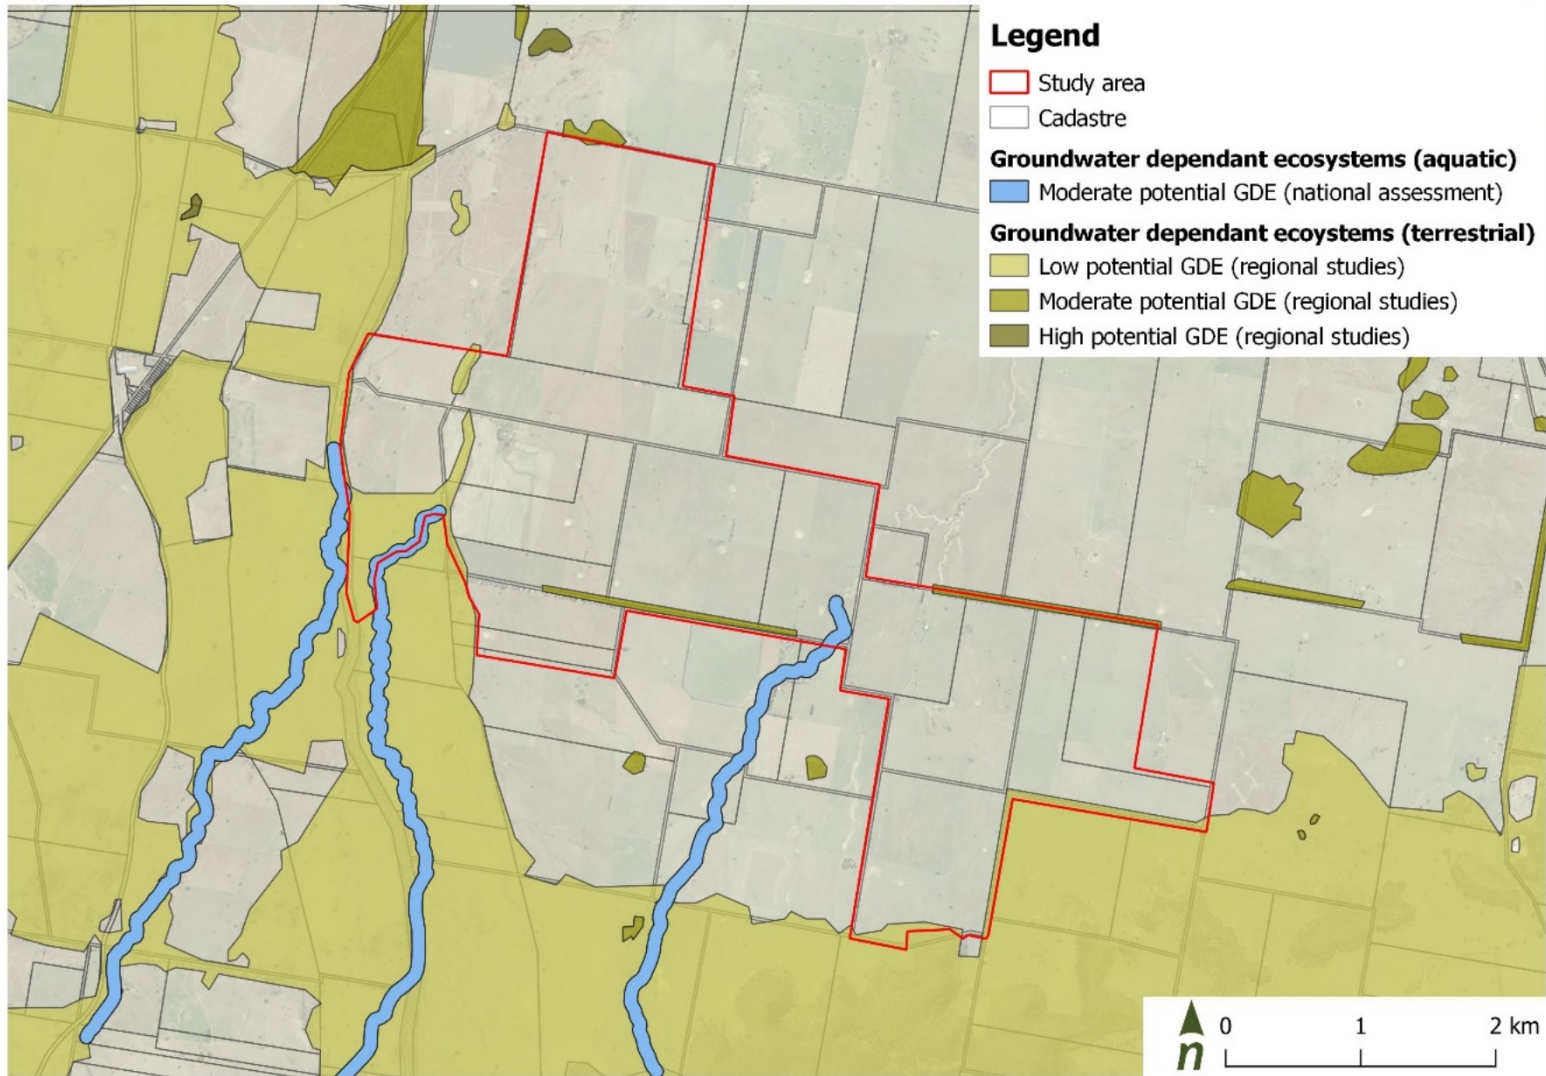 Legend
Study area
Cadastre
Groundwater dependant ecosystems (aquatic)
Moderate potential GDE (national assessment)
Groundwater dependant ecoystems (terrestrial)
Low potential GDE (regional studies)
Moderate potential GDE (regional studies)
High potential GDE (regional studies)
n
0 1 2 km